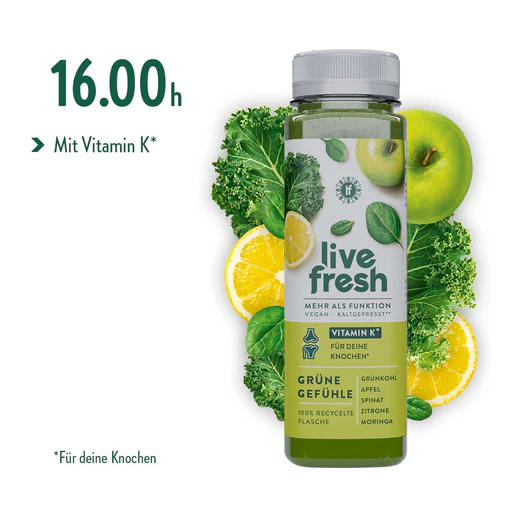 16.00h
Mit Vitamin K*
lf
live
fresh
MEHR ALS FUNKTION
VEGAN - KALTGEPRESST**
VITAMIN K*
FÜR DEINE
KNOCHEN*
GRÜNE
GEFÜHLE
100% RECYCELTE
FLASCHE
GRÜNKOHL
APFEL
SPINAT
ZITRONE
MORINGA
*Für deine Knochen